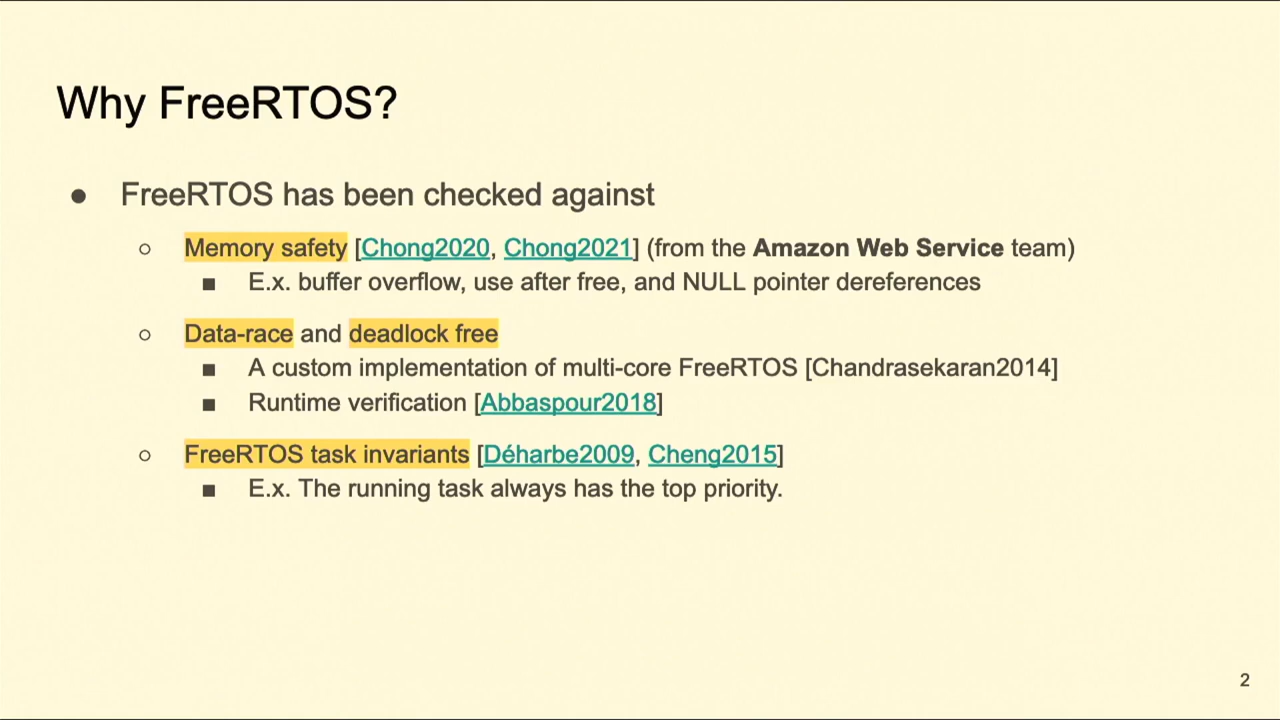 Why FreeRTOS?
● FreeRTOS has been checked against
○ Memory safety [Chong2020, Chong2021] (from the Amazon Web Service team)
■ E.x. buffer overflow, use after free, and NULL pointer dereferences
○ Data-race and deadlock free
■ A custom implementation of multi-core FreeRTOS [Chandrasekaran2014]
■ Runtime verification [Abbaspour2018]
○ FreeRTOS task invariants [Déharbe2009, Cheng2015]
■ E.x. The running task always has the top priority.
2